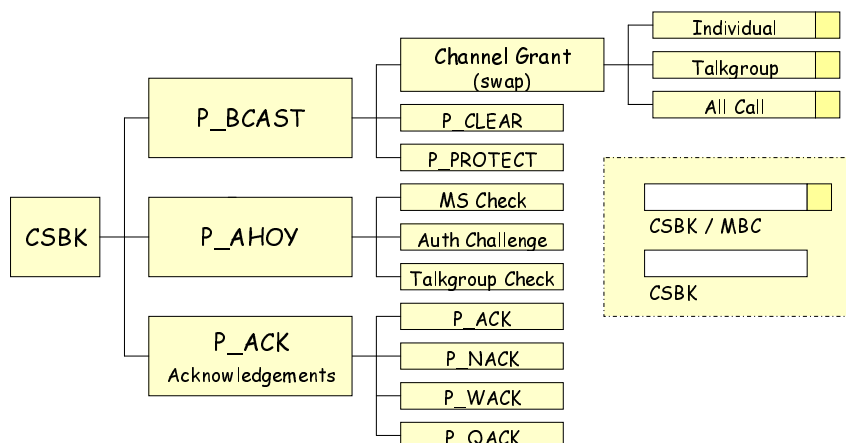 CSBK
P_BCAST
P_AHOY
P_ACK
Acknowledgements
Channel Grant
(swap)
P_CLEAR
P_PROTECT
MS Check
Auth Challenge
Talkgroup Check
P_ACK
P_NACK
P_WACK
P_QACK
Individual
Talkgroup
All Call
CSBK / MBC
CSBK